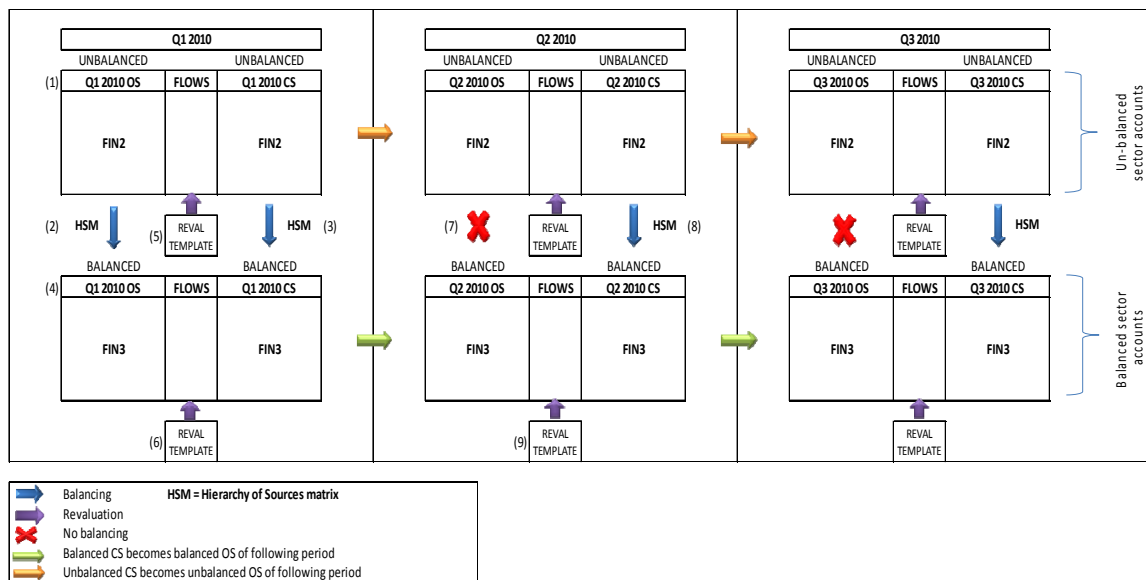 Q1 2010 Q2 2010 Q3 2010
UNBALANCED UNBALANCED UNBALANCED UNBALANCED UNBALANCED UNBALANCED
(1) Q1 2010 OS FLOWS Q1 2010 CS Q2 2010 OS FLOWS Q2 2010 CS Q3 2010 OS FLOWS Q3 2010 CS
FIN2 FIN2 FIN2 FIN2 FIN2 FIN2
Un-balanced
sector accounts
(2) HSM (5) REVAL HSM (3) (7) REVAL HSM (8) REVAL HSM
TEMPLATE TEMPLATE TEMPLATE
BALANCED BALANCED BALANCED BALANCED BALANCED BALANCED
(4) Q1 2010 OS FLOWS Q1 2010 CS Q2 2010 OS FLOWS Q2 2010 CS Q3 2010 OS FLOWS Q3 2010 CS
FIN3 FIN3 FIN3 FIN3 FIN3 FIN3
Balanced sector
accounts
(6) REVAL (9) REVAL REVAL
TEMPLATE TEMPLATE TEMPLATE
Balancing HSM = Hierarchy of Sources matrix
Revaluation
No balancing
Balanced CS becomes balanced OS of following period
Unbalanced CS becomes unbalanced OS of following period